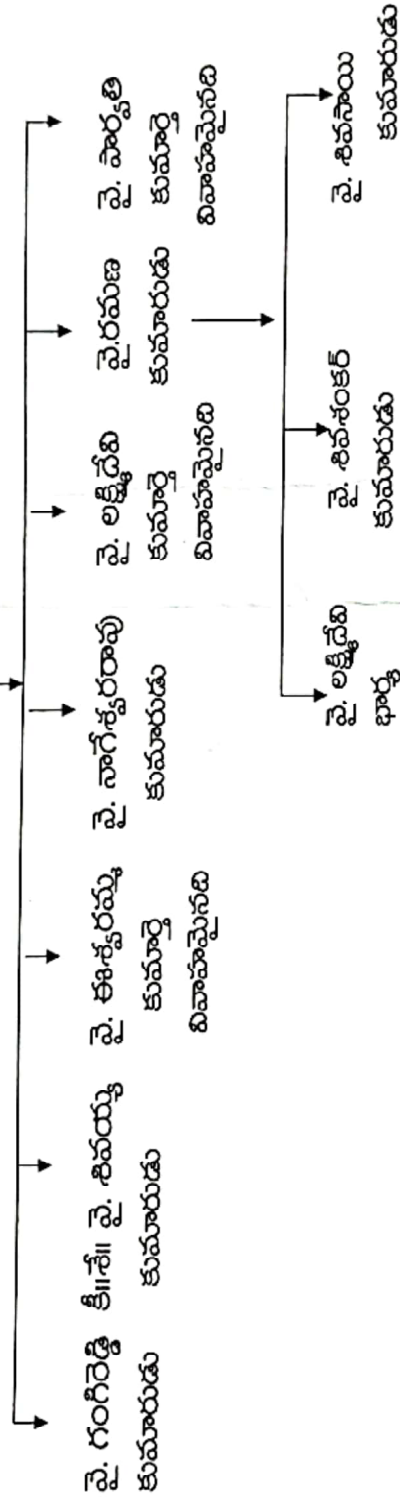 వై. గంగిరెడ్డి
కుమారుడు
కీ॥శే॥ వై. శివయ్య
కుమారుడు
వై. ఈశ్వరమ్మ
కుమార్తె
వివాహమైనది
వై. నాగేశ్వరరావు
కుమారుడు
వై. లక్ష్మిదేవి
కుమార్తె
వివాహమైనది
వై.రమణ
కుమారుడు
వై. పార్వతి
కుమార్తె
వివాహమైనది
వై. లక్ష్మిదేవి
భార్య
వై. శివశంకర్
కుమారుడు
వై. శివసాయి
కుమారుడు